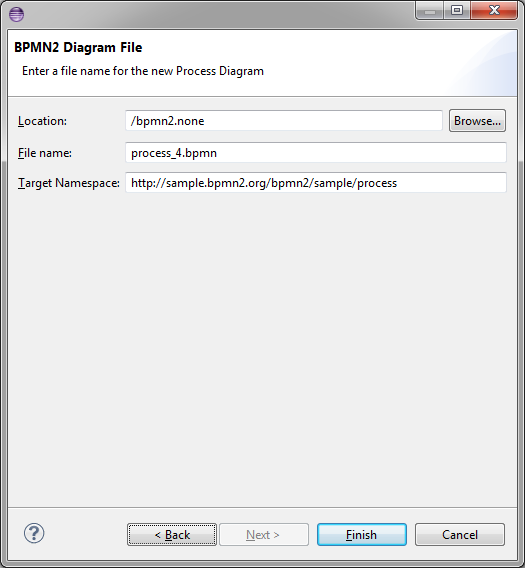 BPMN2 Diagram File
Enter a file name for the new Process Diagram
Location: /bpmn2.none Browse...
File name: process_4.bpmn
Target Namespace: http://sample.bpmn2.org/bpmn2/sample/process
? < Back Next > Finish Cancel